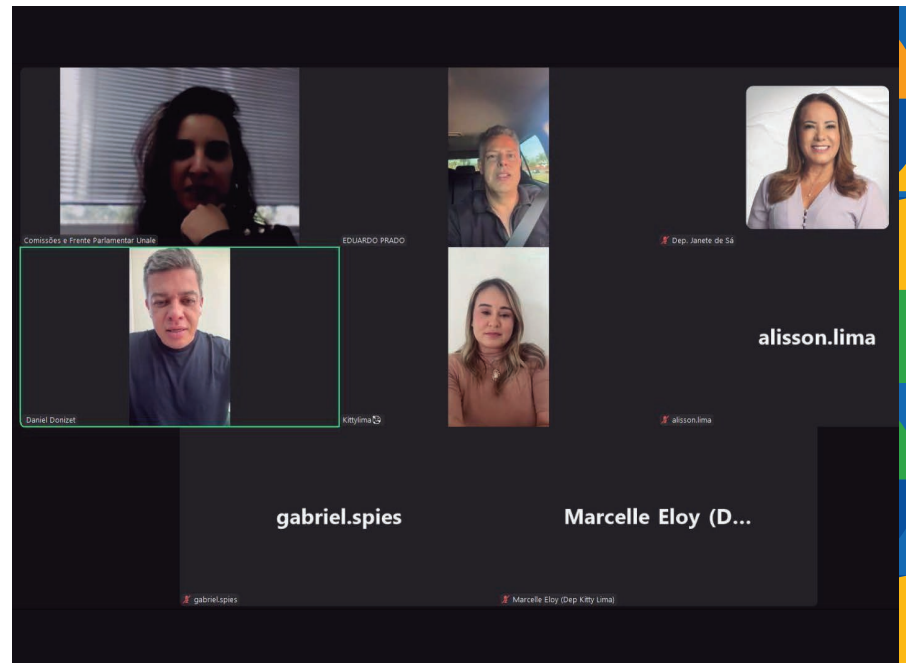 Comissões e Frente Parlamentar Unale
EDUARDO PRADO
Dep. Janete de Sá
Daniel Donizet
Kittylima
alisson.lima
alisson.lima
gabriel.spies
Marcelle Eloy (D...
gabriel.spies
Marcelle Eloy (Dep Kitty Lima)